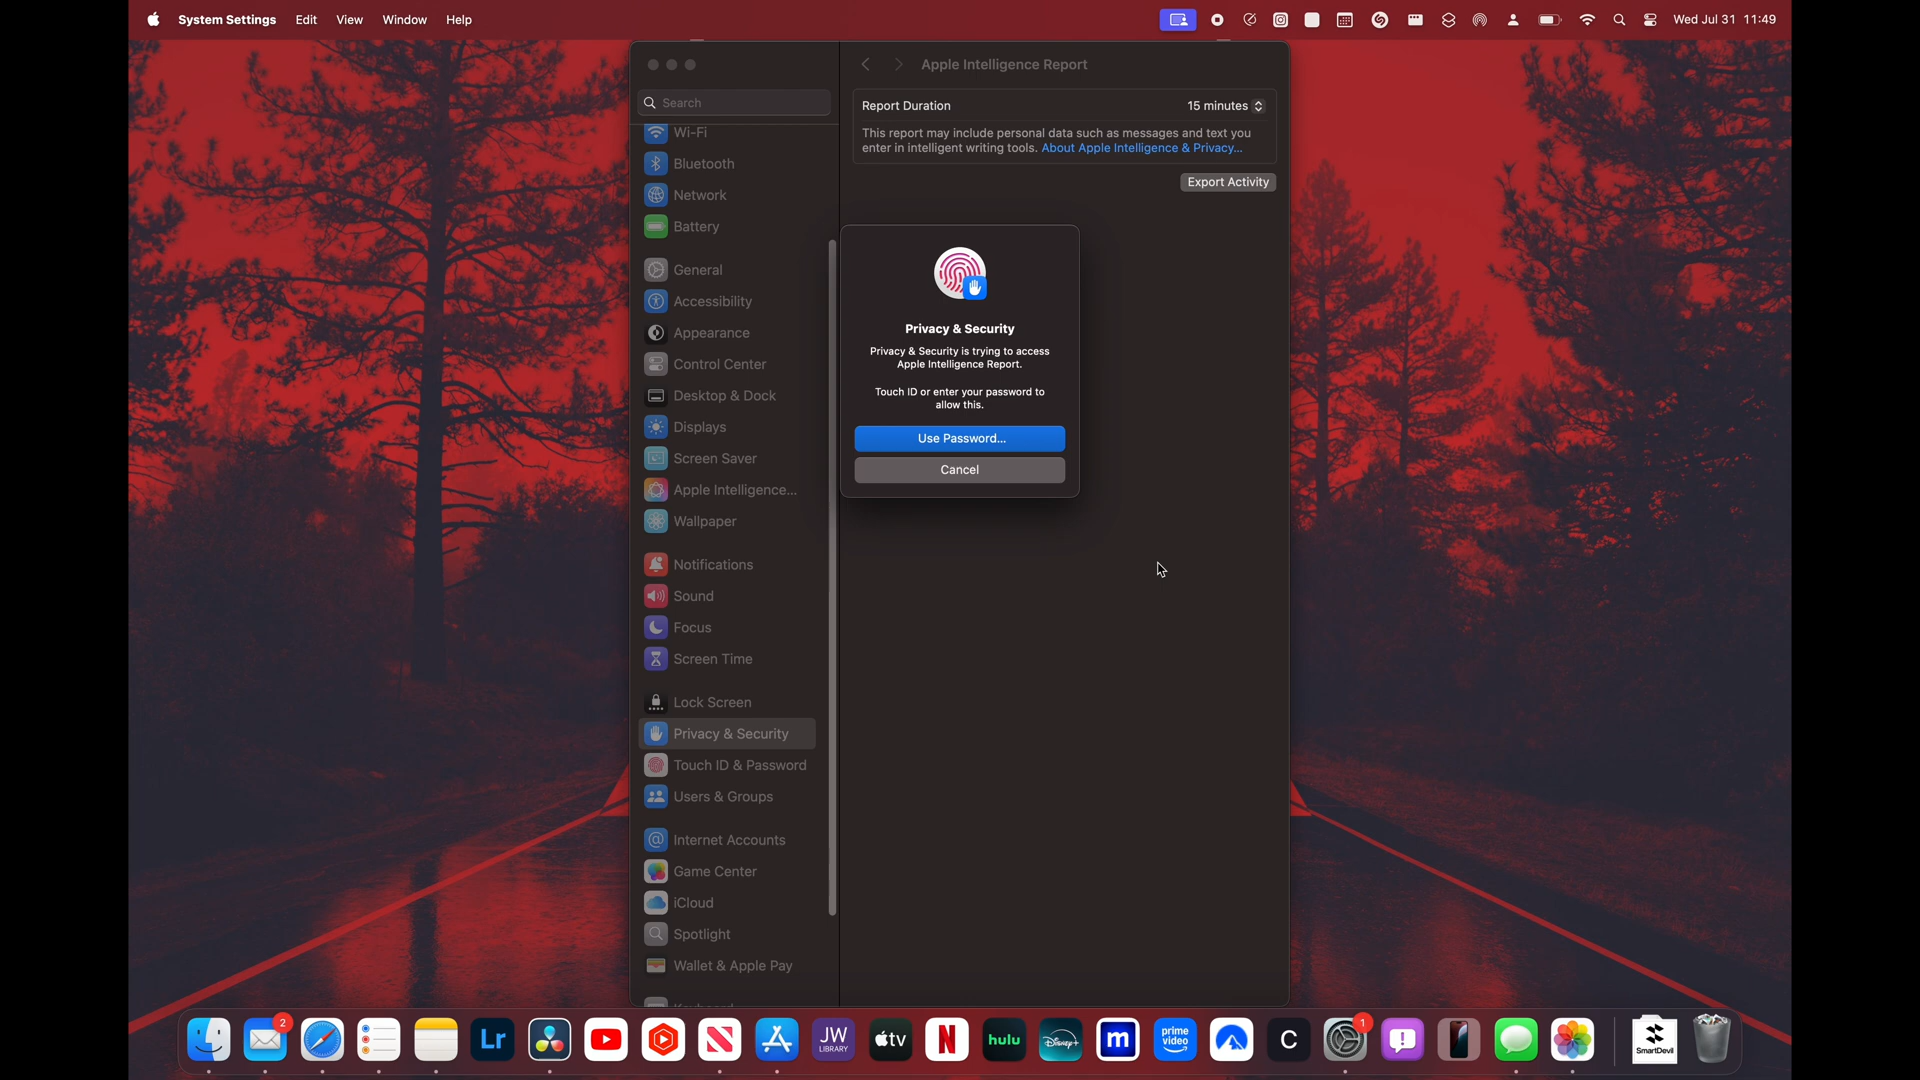 System Settings Edit View Window Help
Wed Jul 31 11:49
Apple Intelligence Report
Search
Wi-Fi
Bluetooth
Network
Battery
General
Accessibility
Appearance
Control Center
Desktop & Dock
Displays
Screen Saver
Apple Intelligence...
Wallpaper
Notifications
Sound
Focus
Screen Time
Lock Screen
Privacy & Security
Touch ID & Password
Users & Groups
Internet Accounts
Game Center
iCloud
Spotlight
Wallet & Apple Pay
Report Duration 15 minutes
This report may include personal data such as messages and text you
enter in intelligent writing tools. About Apple Intelligence & Privacy...
Export Activity
Privacy & Security
Privacy & Security is trying to access
Apple Intelligence Report.
Touch ID or enter your password to
allow this.
Use Password...
Cancel
2
Lr
JW
LIBRARY
tv
N
hulu
Disney+
m
prime
video
C
1
SmartDevil